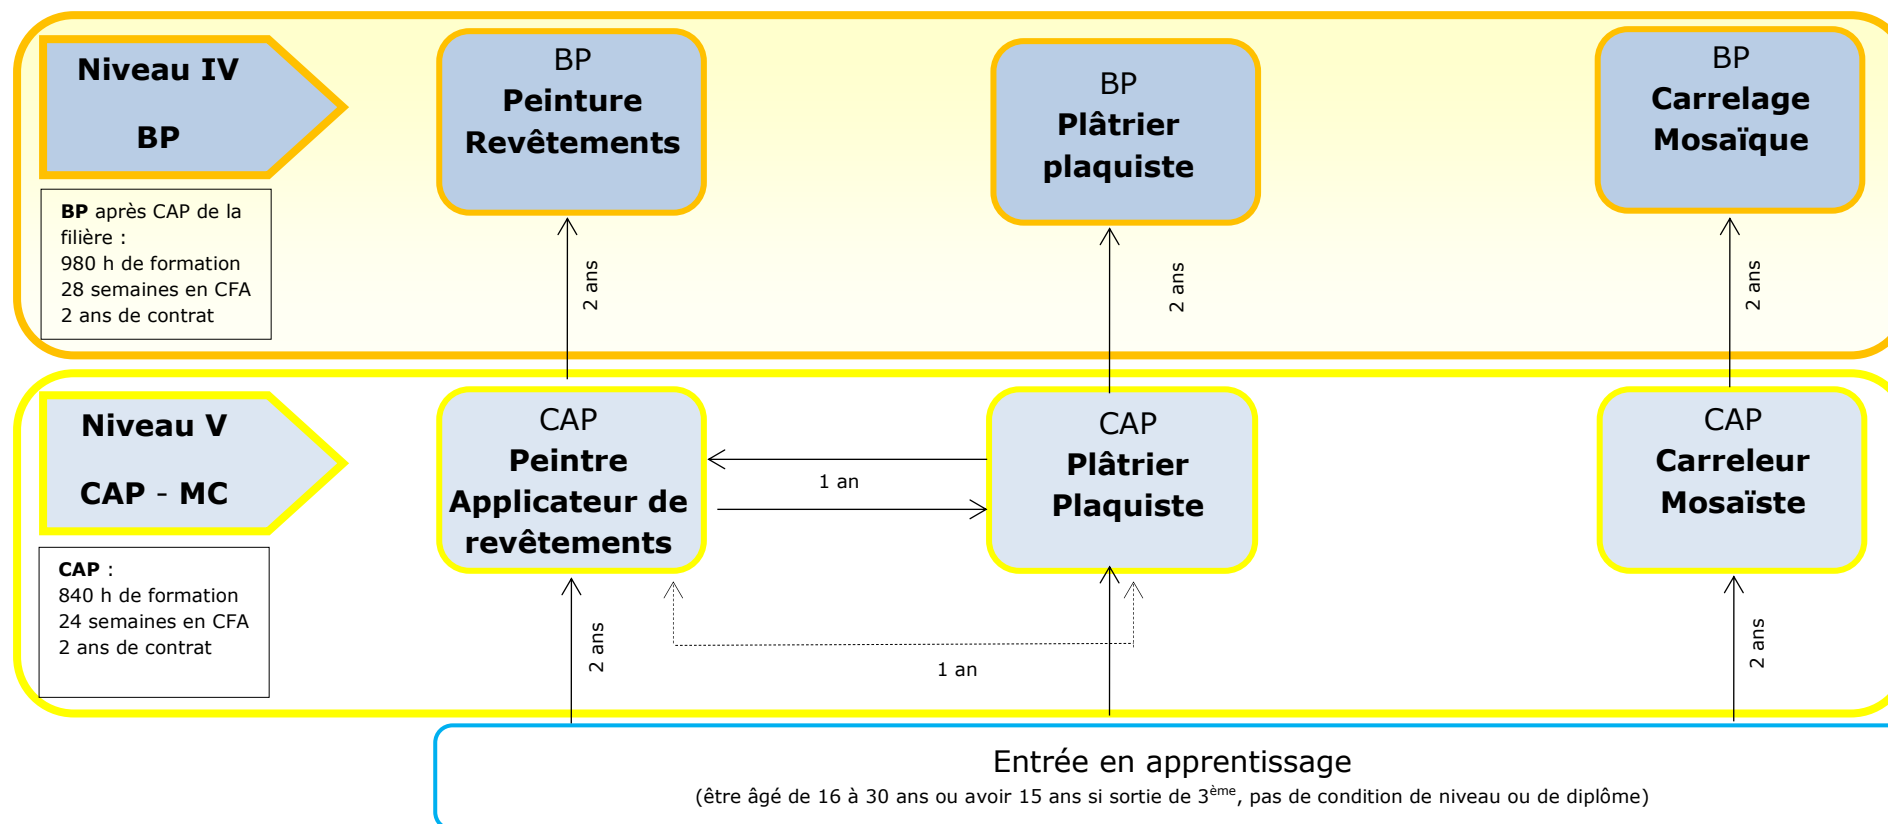 Niveau IV
BP
BP après CAP de la
filière :
980 h de formation
28 semaines en CFA
2 ans de contrat
BP
Peinture
Revêtements
BP
Plâtrier
plaquiste
BP
Carrelage
Mosaïque
2 ans
2 ans
2 ans
Niveau V
CAP - MC
CAP :
840 h de formation
24 semaines en CFA
2 ans de contrat
CAP
Peintre
Applicateur de
revêtements
1 an
CAP
Plâtrier
Plaquiste
CAP
Carreleur
Mosaïste
2 ans
1 an
2 ans
Entrée en apprentissage
(être âgé de 16 à 30 ans ou avoir 15 ans si sortie de 3ème, pas de condition de niveau ou de diplôme)